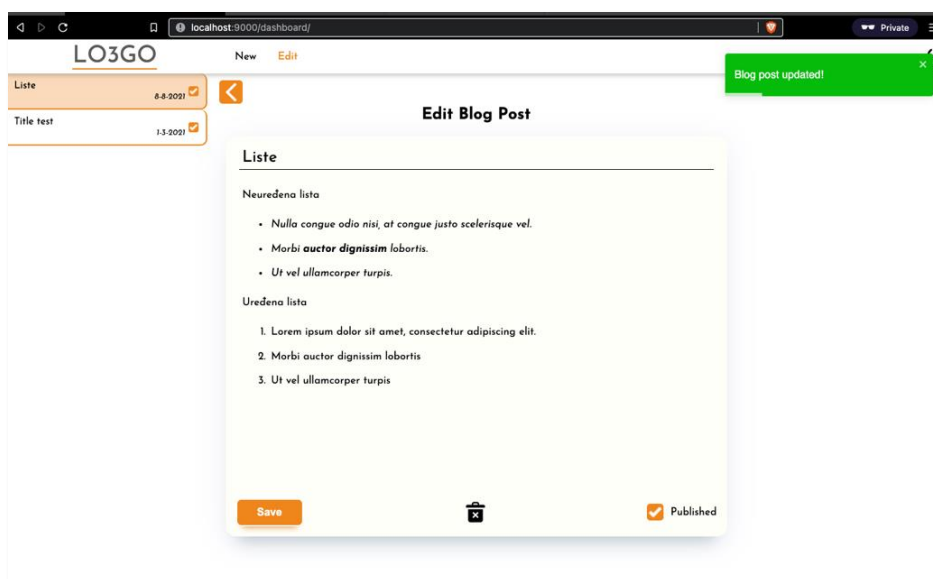 localhost:9000/dashboard/
Private
LO3GO
New Edit
Blog post updated!
Liste
8-8-2021
Title test
1-3-2021
Edit Blog Post
Liste
Neuređena lista
• Nulla congue odio nisi, at congue justo scelerisque vel.
• Morbi auctor dignissim lobortis.
• Ut vel ullamcorper turpis.
Uređena lista
1. Lorem ipsum dolor sit amet, consectetur adipiscing elit.
2. Morbi auctor dignissim lobortis
3. Ut vel ullamcorper turpis
Save
Published